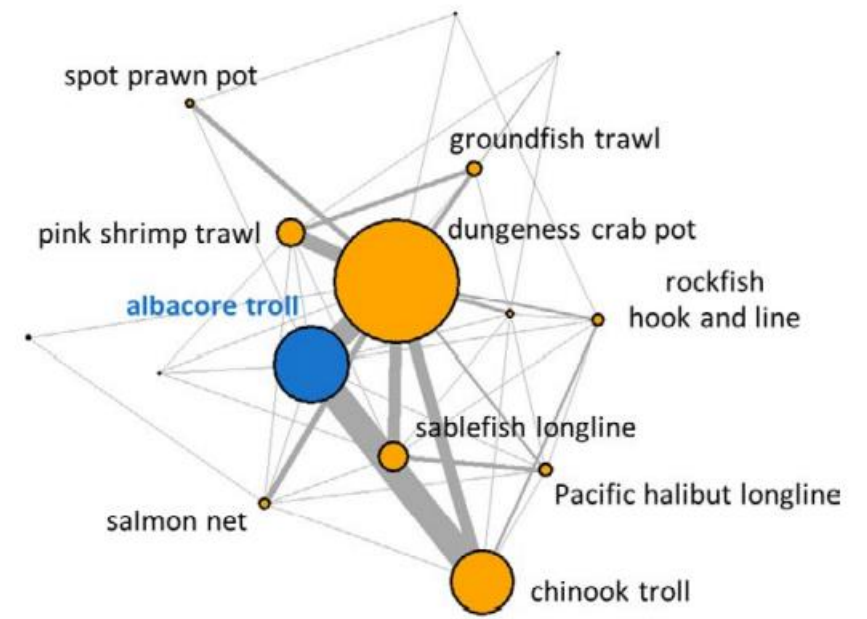 spot prawn pot
groundfish trawl
pink shrimp trawl
dungeness crab pot
albacore troll
rockfish
hook and line
sablefish longline
Pacific halibut longline
salmon net
chinook troll